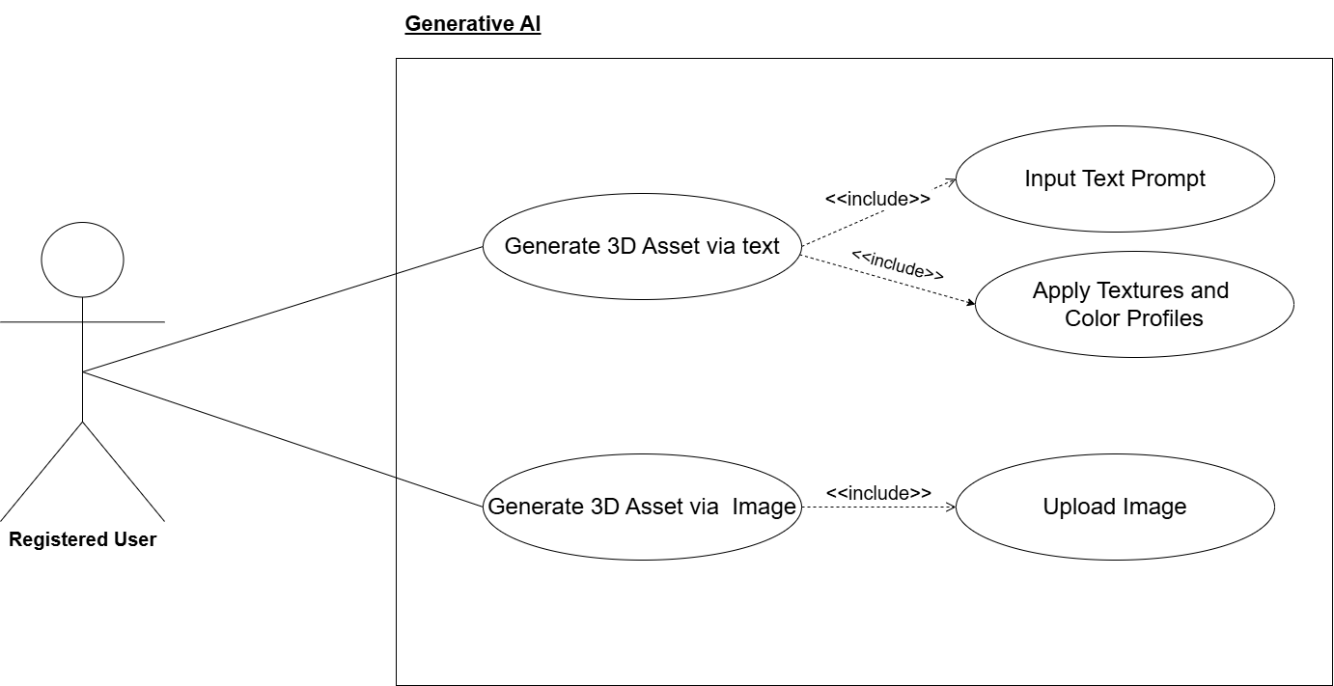 Generative AI
Input Text Prompt
<<include>>
Generate 3D Asset via text
<<include>>
Apply Textures and
Color Profiles
Generate 3D Asset via  Image
<<include>>
Upload Image
Registered User